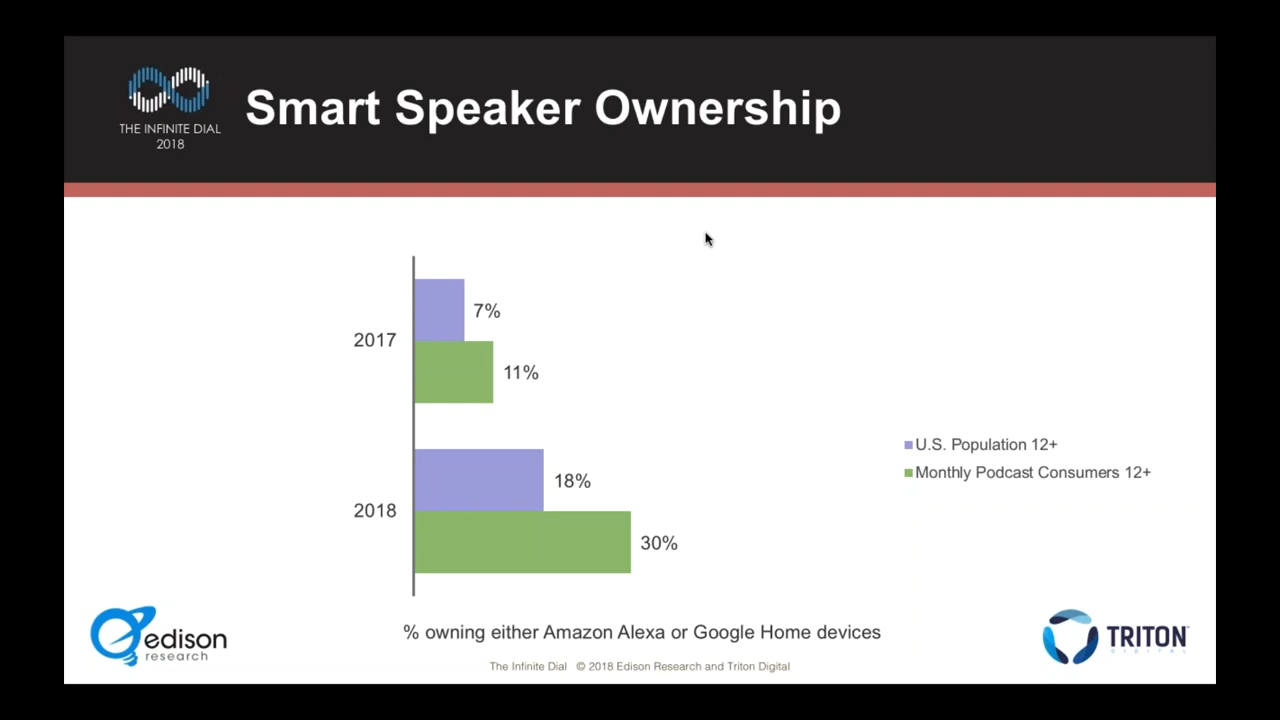 THE INFINITE DIAL
2018
Smart Speaker Ownership
2017
7%
11%
2018
18%
30%
U.S. Population 12+
Monthly Podcast Consumers 12+
% owning either Amazon Alexa or Google Home devices
edison
research
The Infinite Dial © 2018 Edison Research and Triton Digital
TRITON
DIGITAL